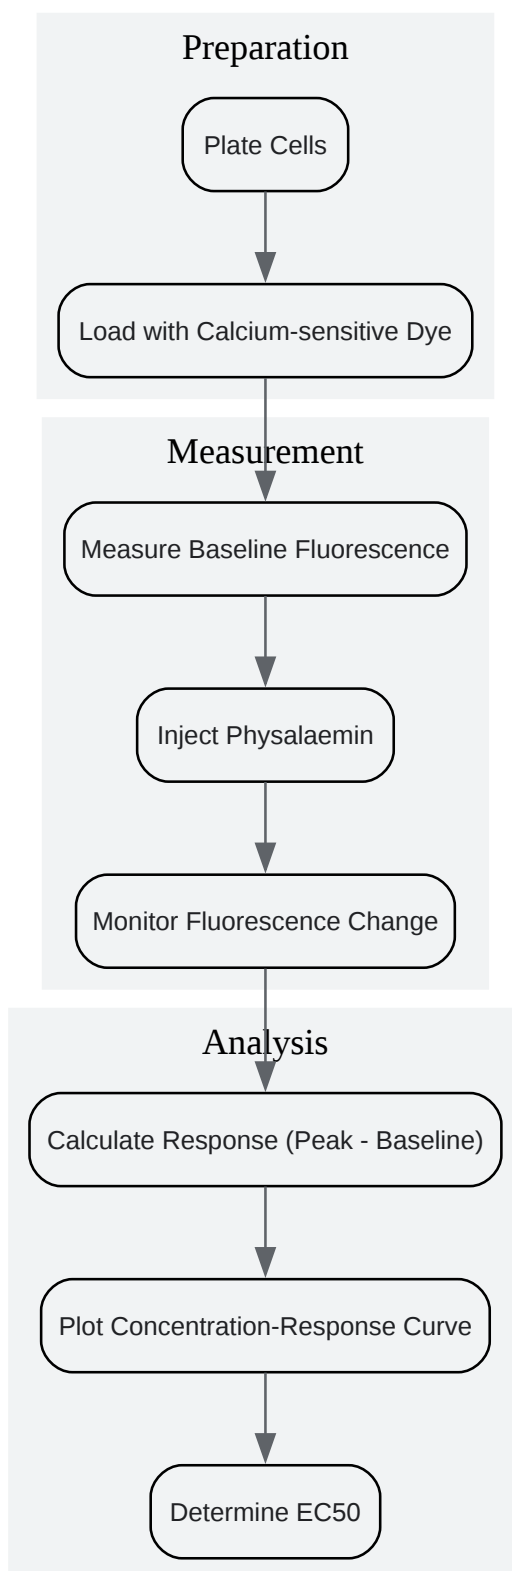 Preparation
Plate Cells
Load with Calcium-sensitive Dye
Measurement
Measure Baseline Fluorescence
Inject Physalaemin
Monitor Fluorescence Change
Analysis
Calculate Response (Peak - Baseline)
Plot Concentration-Response Curve
Determine EC50